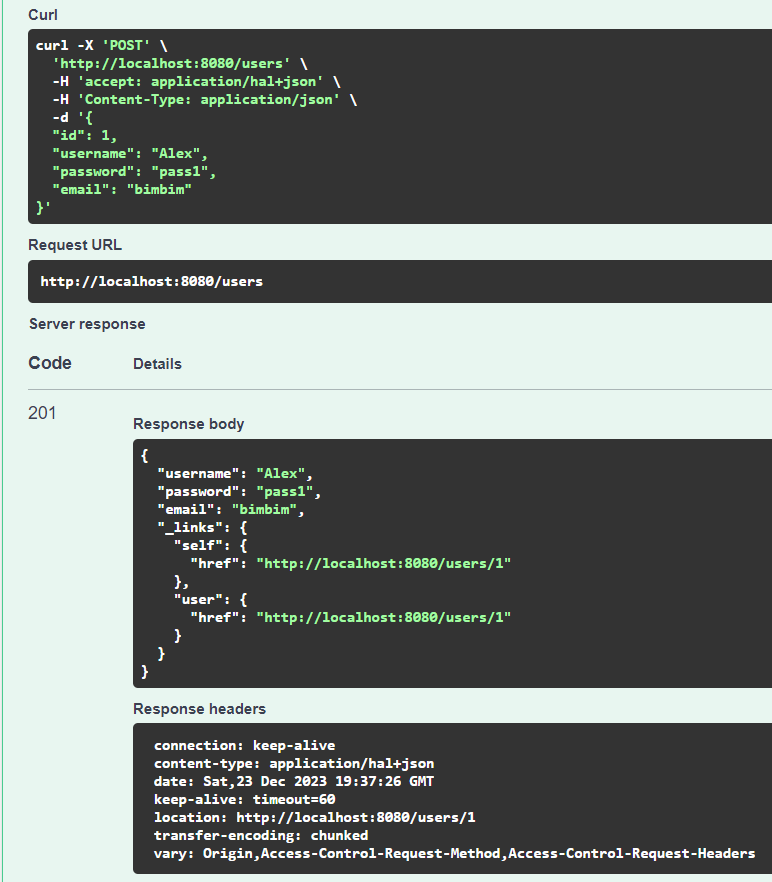 Curl
curl -X 'POST' \
  'http://localhost:8080/users' \
  -H 'accept: application/hal+json' \
  -H 'Content-Type: application/json' \
  -d '{
  "id": 1,
  "username": "Alex",
  "password": "pass1",
  "email": "bimbim"
}'
Request URL
http://localhost:8080/users
Server response
Code Details
201
Response body
{
  "username": "Alex",
  "password": "pass1",
  "email": "bimbim",
  "_links": {
    "self": {
      "href": "http://localhost:8080/users/1"
    },
    "user": {
      "href": "http://localhost:8080/users/1"
    }
  }
}
Response headers
connection: keep-alive
content-type: application/hal+json
date: Sat,23 Dec 2023 19:37:26 GMT
keep-alive: timeout=60
location: http://localhost:8080/users/1
transfer-encoding: chunked
vary: Origin,Access-Control-Request-Method,Access-Control-Request-Headers